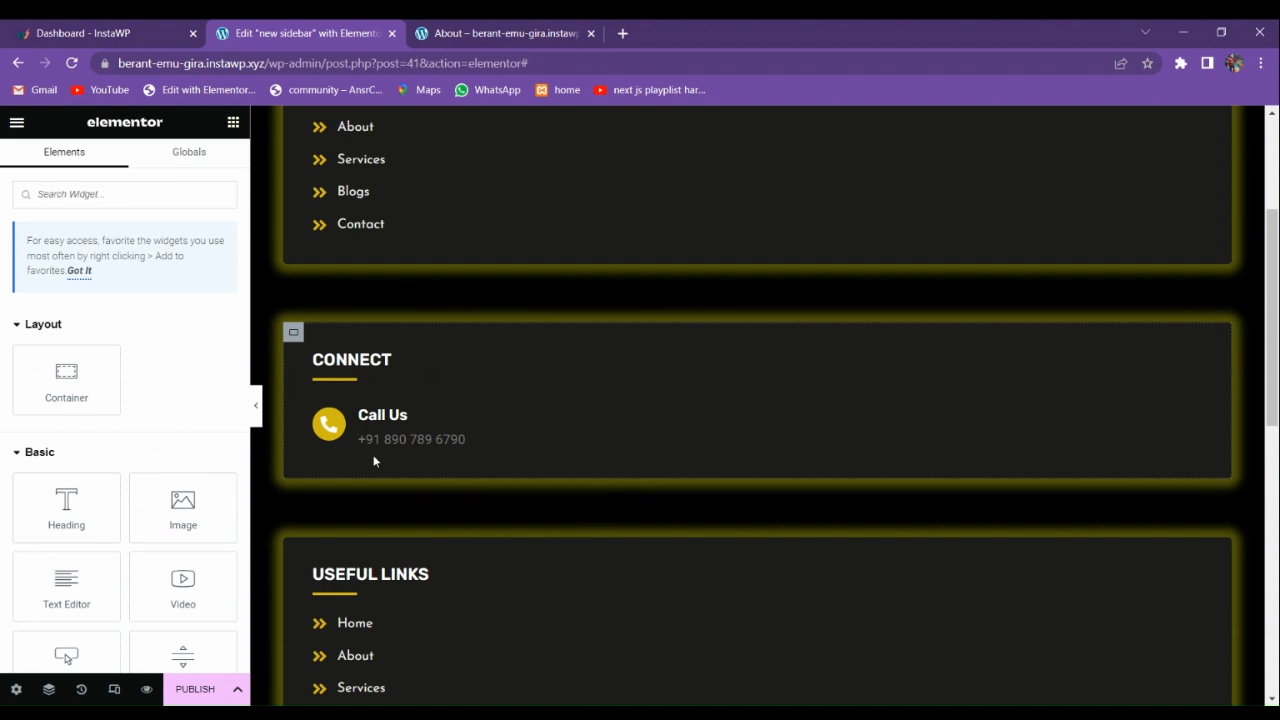 Dashboard - InstaWP
Edit "new sidebar" with Elemento
About – berant-emu-gira.instawp
berant-emu-gira.instawp.xyz/wp-admin/post.php?post=41&action=elementor#
Gmail
YouTube
Edit with Elementor...
community – AnsrC...
Maps
WhatsApp
home
next js playplist har...
elementor
Elements
Globals
Search Widget...
For easy access, favorite the widgets you use
most often by right clicking > Add to
favorites.Got It
Layout
Container
Basic
Heading
Image
Text Editor
Video
PUBLISH
About
Services
Blogs
Contact
CONNECT
Call Us
+91 890 789 6790
USEFUL LINKS
Home
About
Services